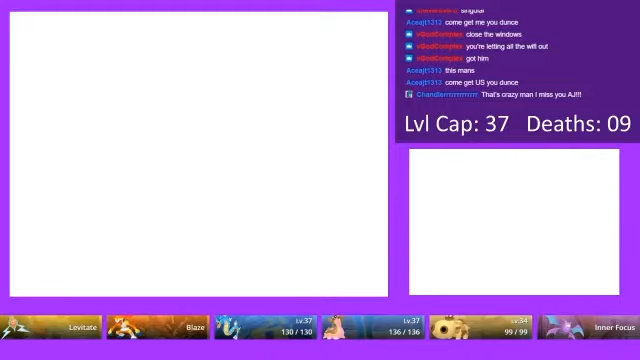 Aceajt1313 come get me you dunce
close the windows
you're letting all the wifi out
got him
Aceajt1313 this mans
Aceajt1313 come get US you dunce
That's crazy man I miss you AJ!!!
Lvl Cap: 37 Deaths: 09
Levitate
Blaze
Lv.37
130 / 130
Lv.37
136 / 136
Lv.34
99 / 99
Inner Focus